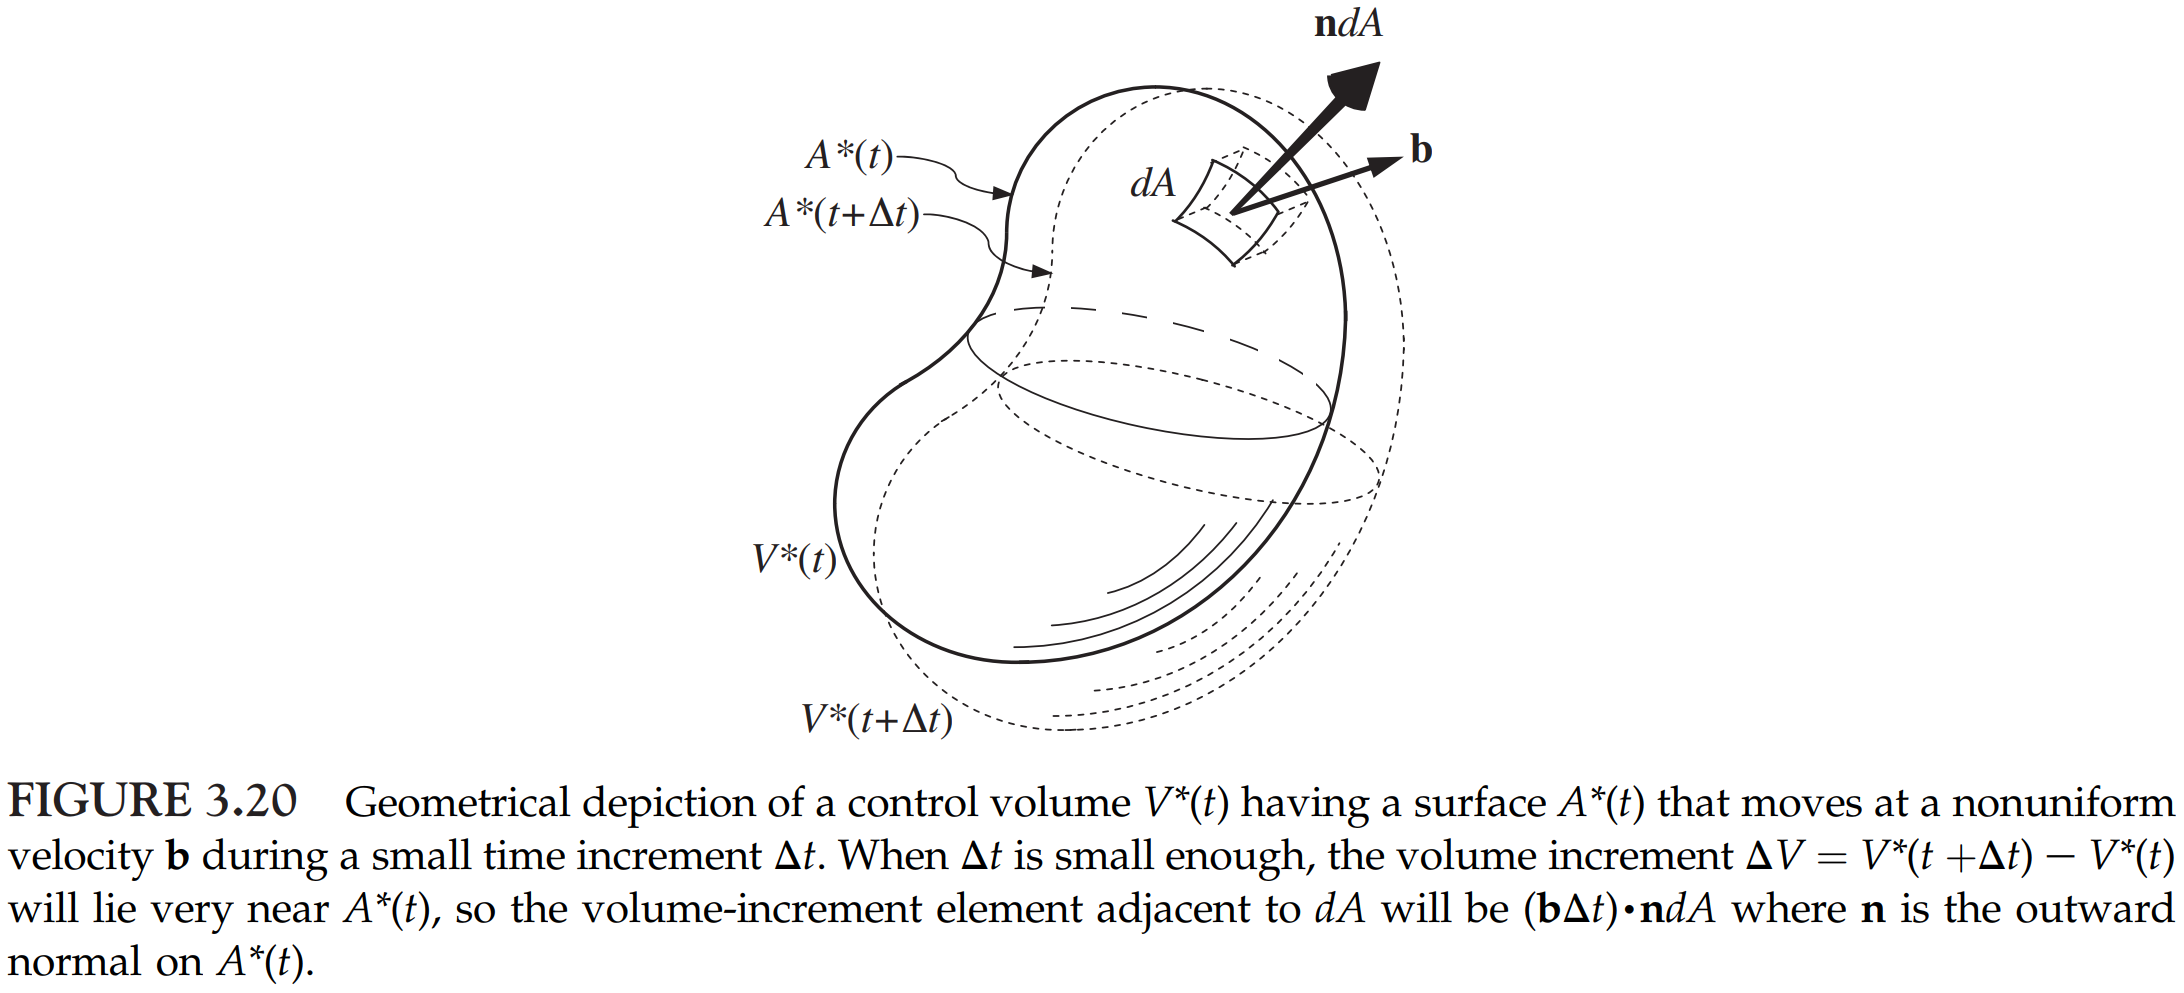 ndA
b
A*(t)
dA
A*(t+Δt)
V*(t)
V*(t+Δt)
FIGURE 3.20 Geometrical depiction of a control volume V*(t) having a surface A*(t) that moves at a nonuniform
velocity b during a small time increment Δt. When Δt is small enough, the volume increment ΔV = V*(t +Δt) − V*(t)
will lie very near A*(t), so the volume-increment element adjacent to dA will be (bΔt)•ndA where n is the outward
normal on A*(t).